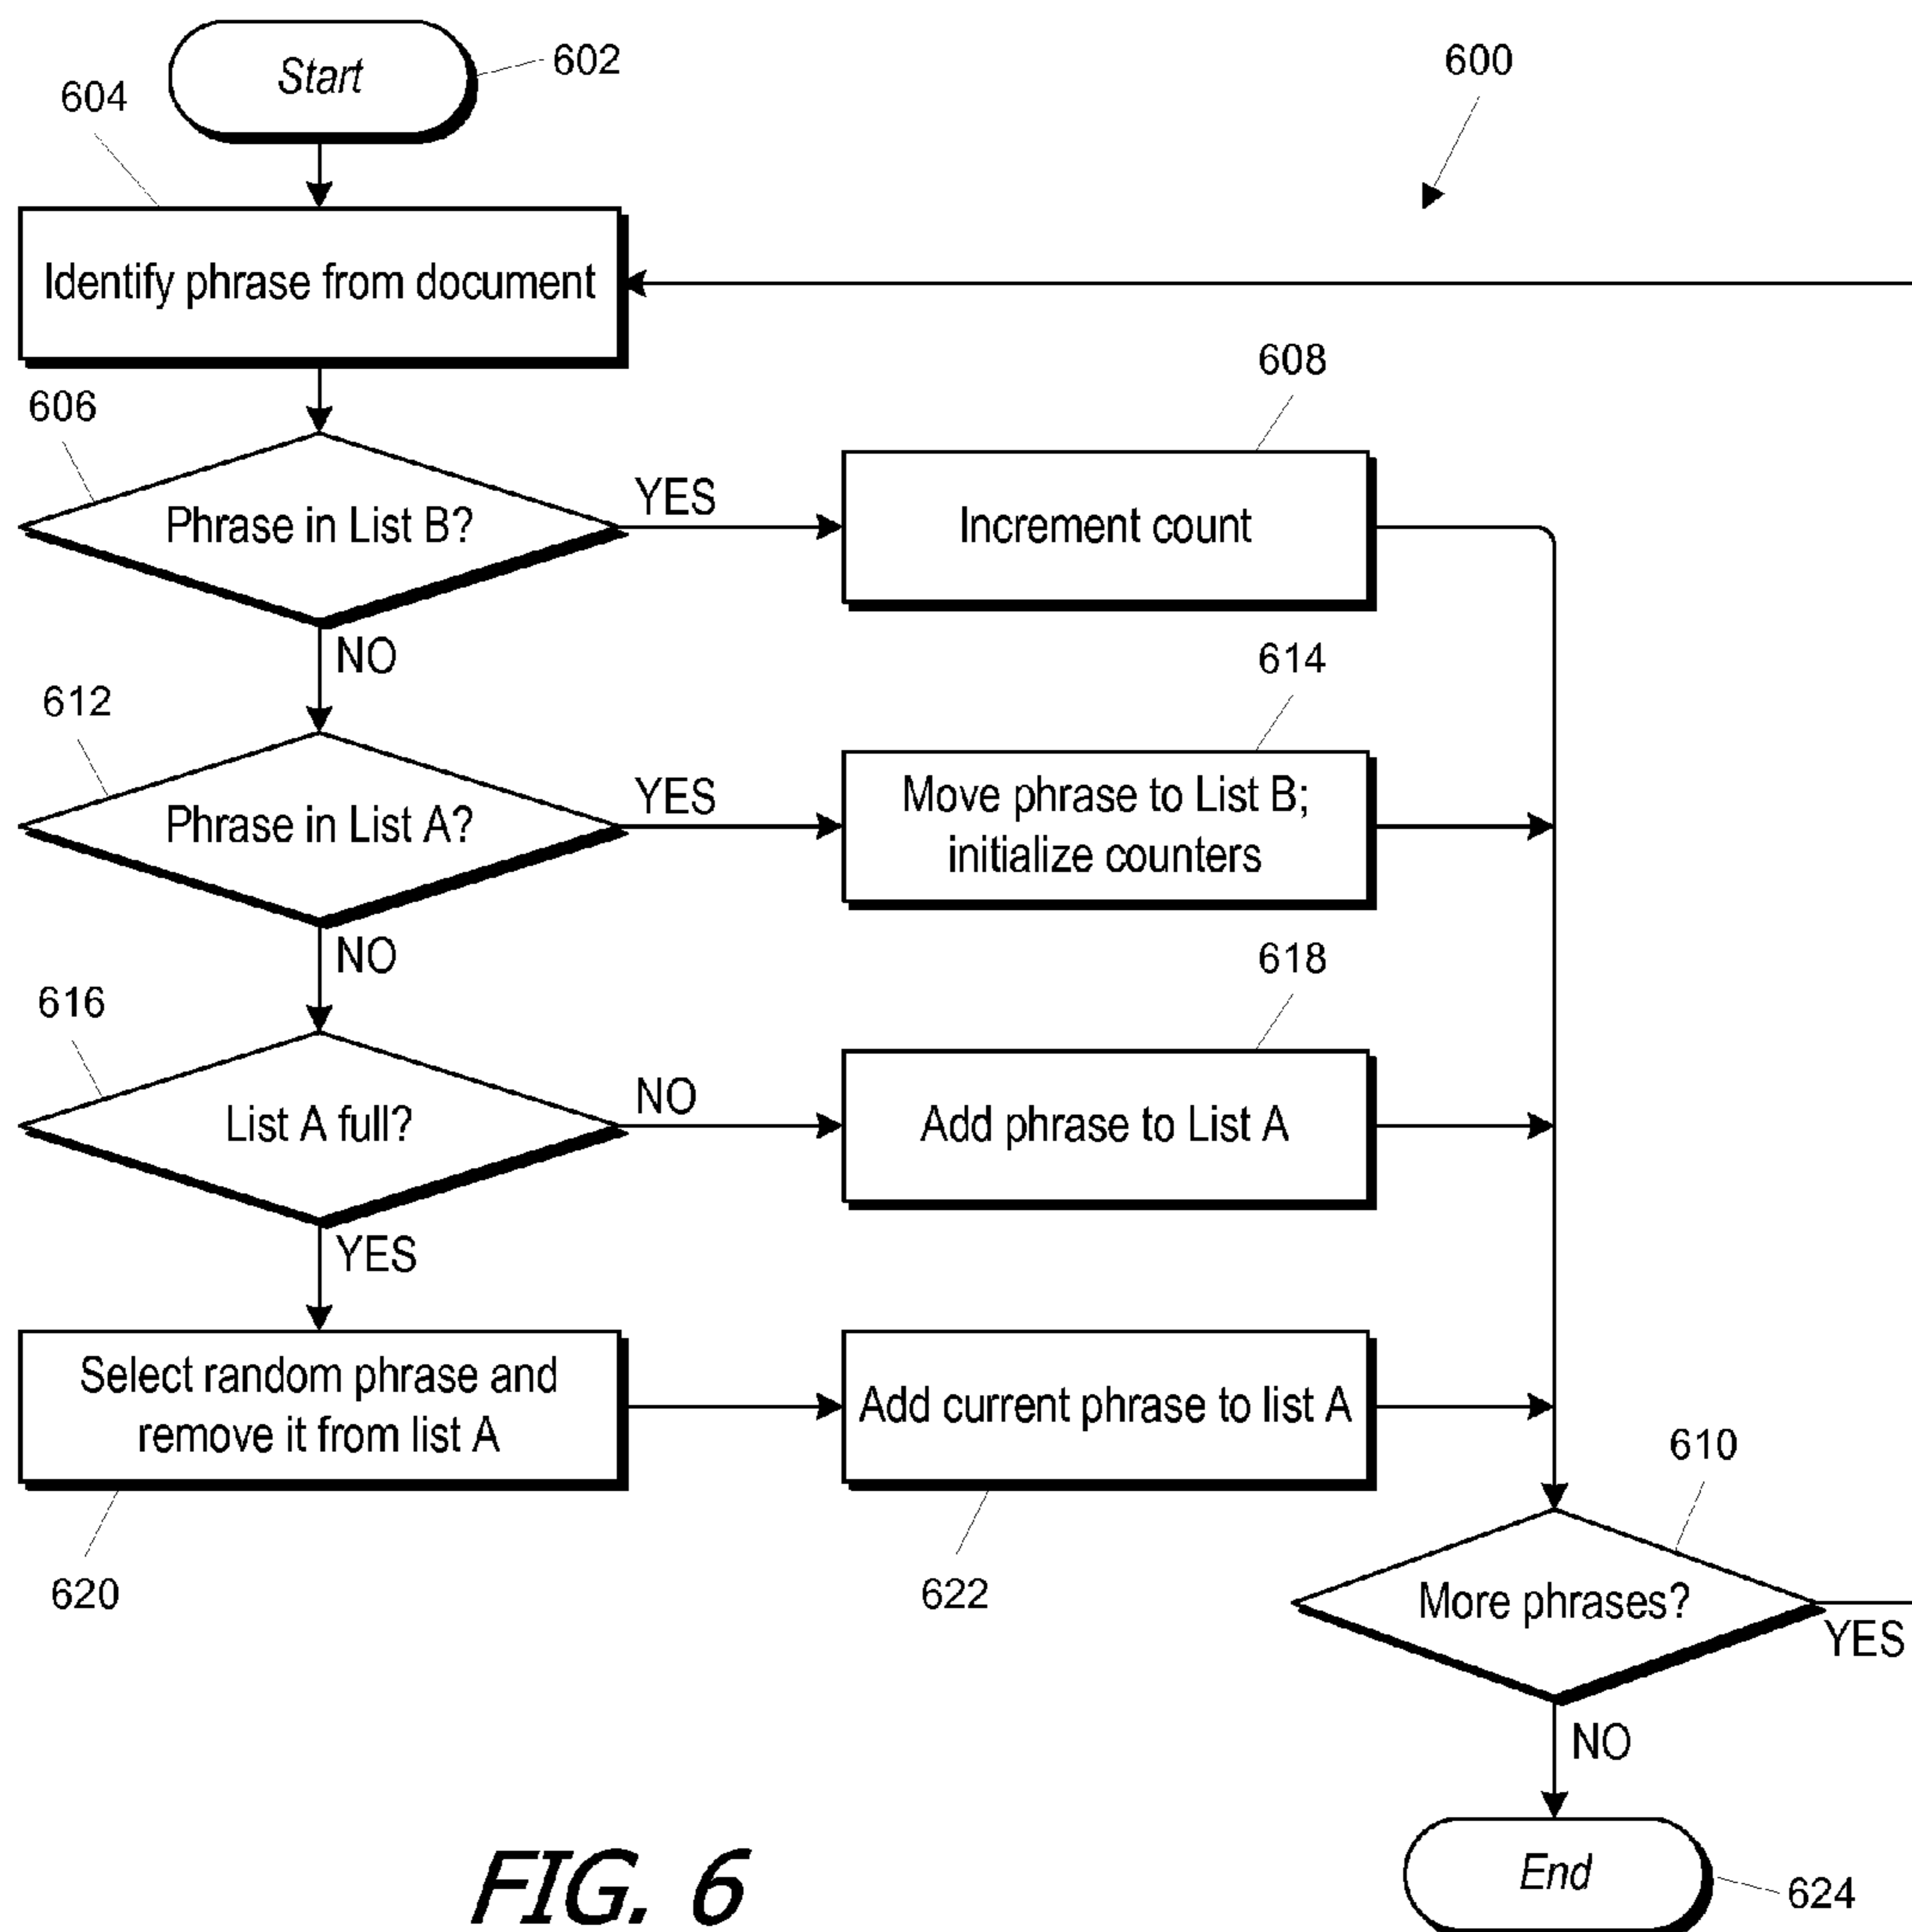 Start
602
600
604
Identify phrase from document
606
608
Phrase in List B?
YES
Increment count
NO
612
614
Phrase in List A?
YES
Move phrase to List B;
initialize counters
NO
616
618
List A full?
NO
Add phrase to List A
YES
Select random phrase and
remove it from list A
Add current phrase to list A
620
622
610
More phrases?
YES
NO
End
624
FIG. 6